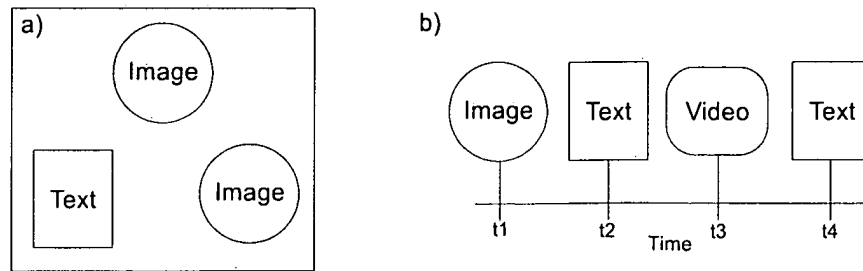 a)
Image
Text
Image
b)
Image
Text
Video
Text
t1
t2
t3
t4
Time